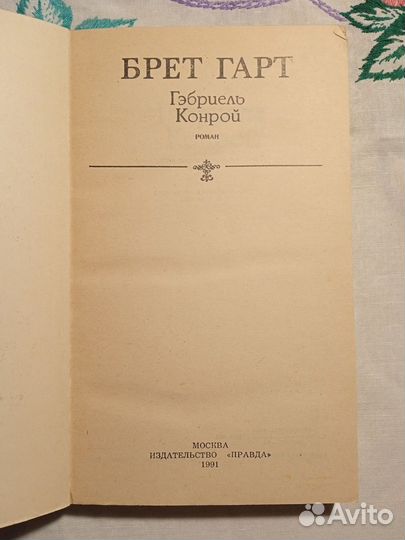 БРЕТ ГАРТ
Гэбриель
Конрой
РОМАН
МОСКВА
ИЗДАТЕЛЬСТВО «ПРАВДА»
1991
Avito